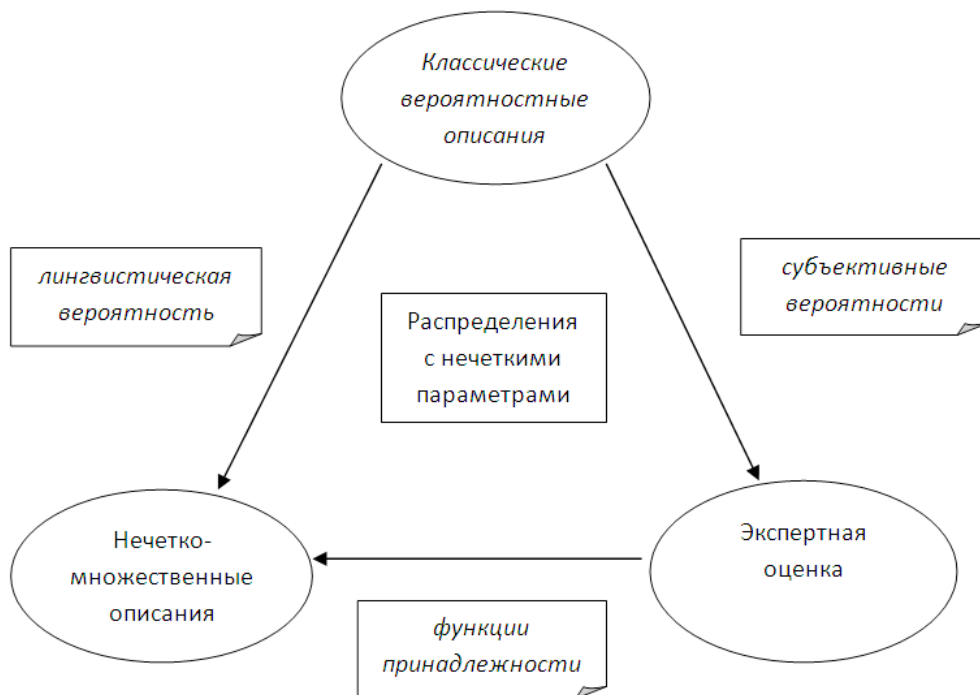 Классические
вероятностные
описания
лингвистическая
вероятность
субъективные
вероятности
Распределения
с нечеткими
параметрами
Нечетко-
множественные
описания
Экспертная
оценка
функции
принадлежности